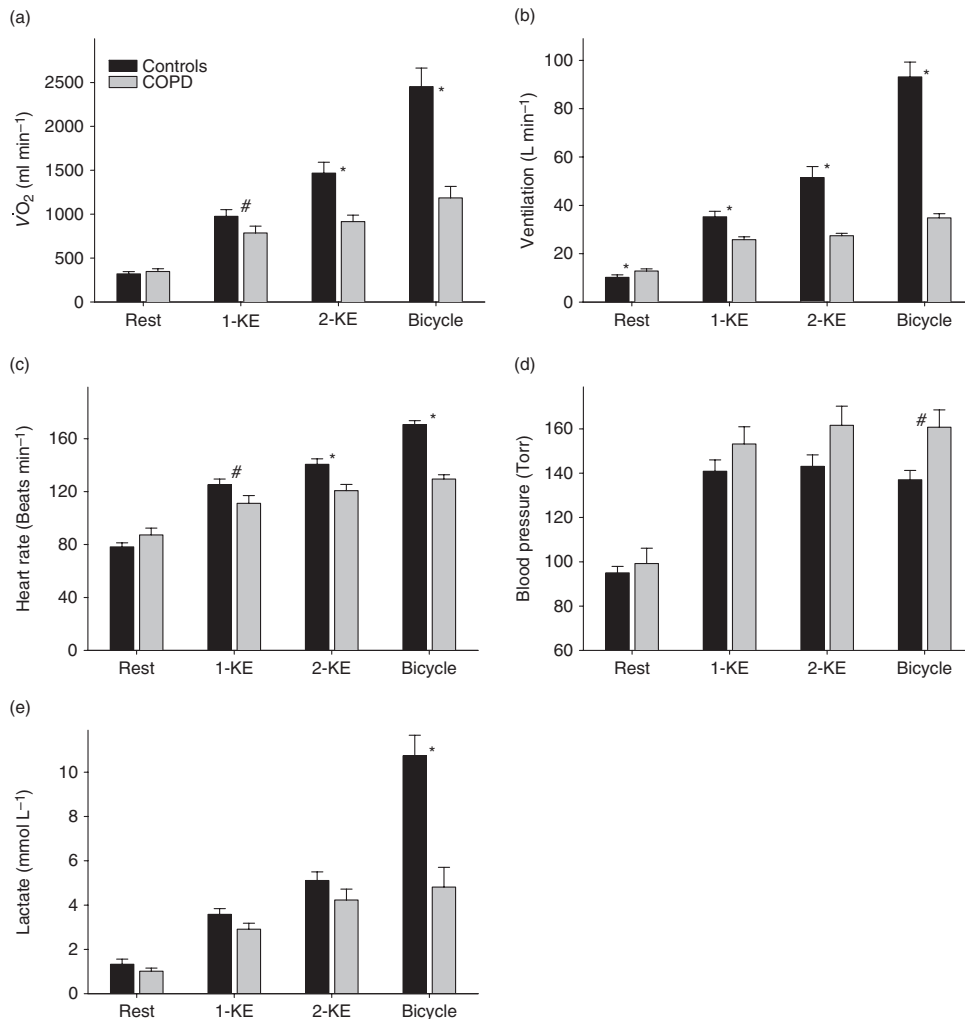 (a)
Controls
COPD
2500
2000
1500
1000
500
0
V̇O₂ (ml min⁻¹)
*
*
#
Rest
1-KE
2-KE
Bicycle
(b)
100
80
60
40
20
0
Ventilation (L min⁻¹)
*
*
*
*
Rest
1-KE
2-KE
Bicycle
(c)
160
120
80
40
0
Heart rate (Beats min⁻¹)
#
*
*
Rest
1-KE
2-KE
Bicycle
(d)
160
140
120
100
80
60
Blood pressure (Torr)
#
Rest
1-KE
2-KE
Bicycle
(e)
10
8
6
4
2
0
Lactate (mmol L⁻¹)
*
Rest
1-KE
2-KE
Bicycle